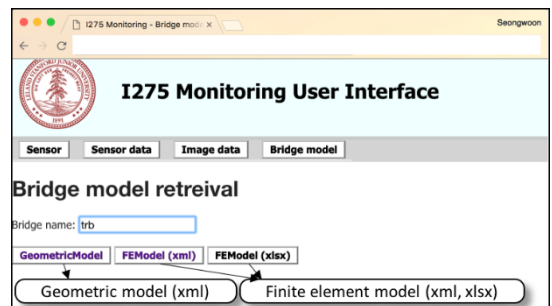 I275 Monitoring - Bridge mod
Seongwoon
I275 Monitoring User Interface
Sensor
Sensor data
Image data
Bridge model
Bridge model retreival
Bridge name: trb
GeometricModel
FEModel (xml)
FEModel (xlsx)
Geometric model (xml)
Finite element model (xml, xlsx)